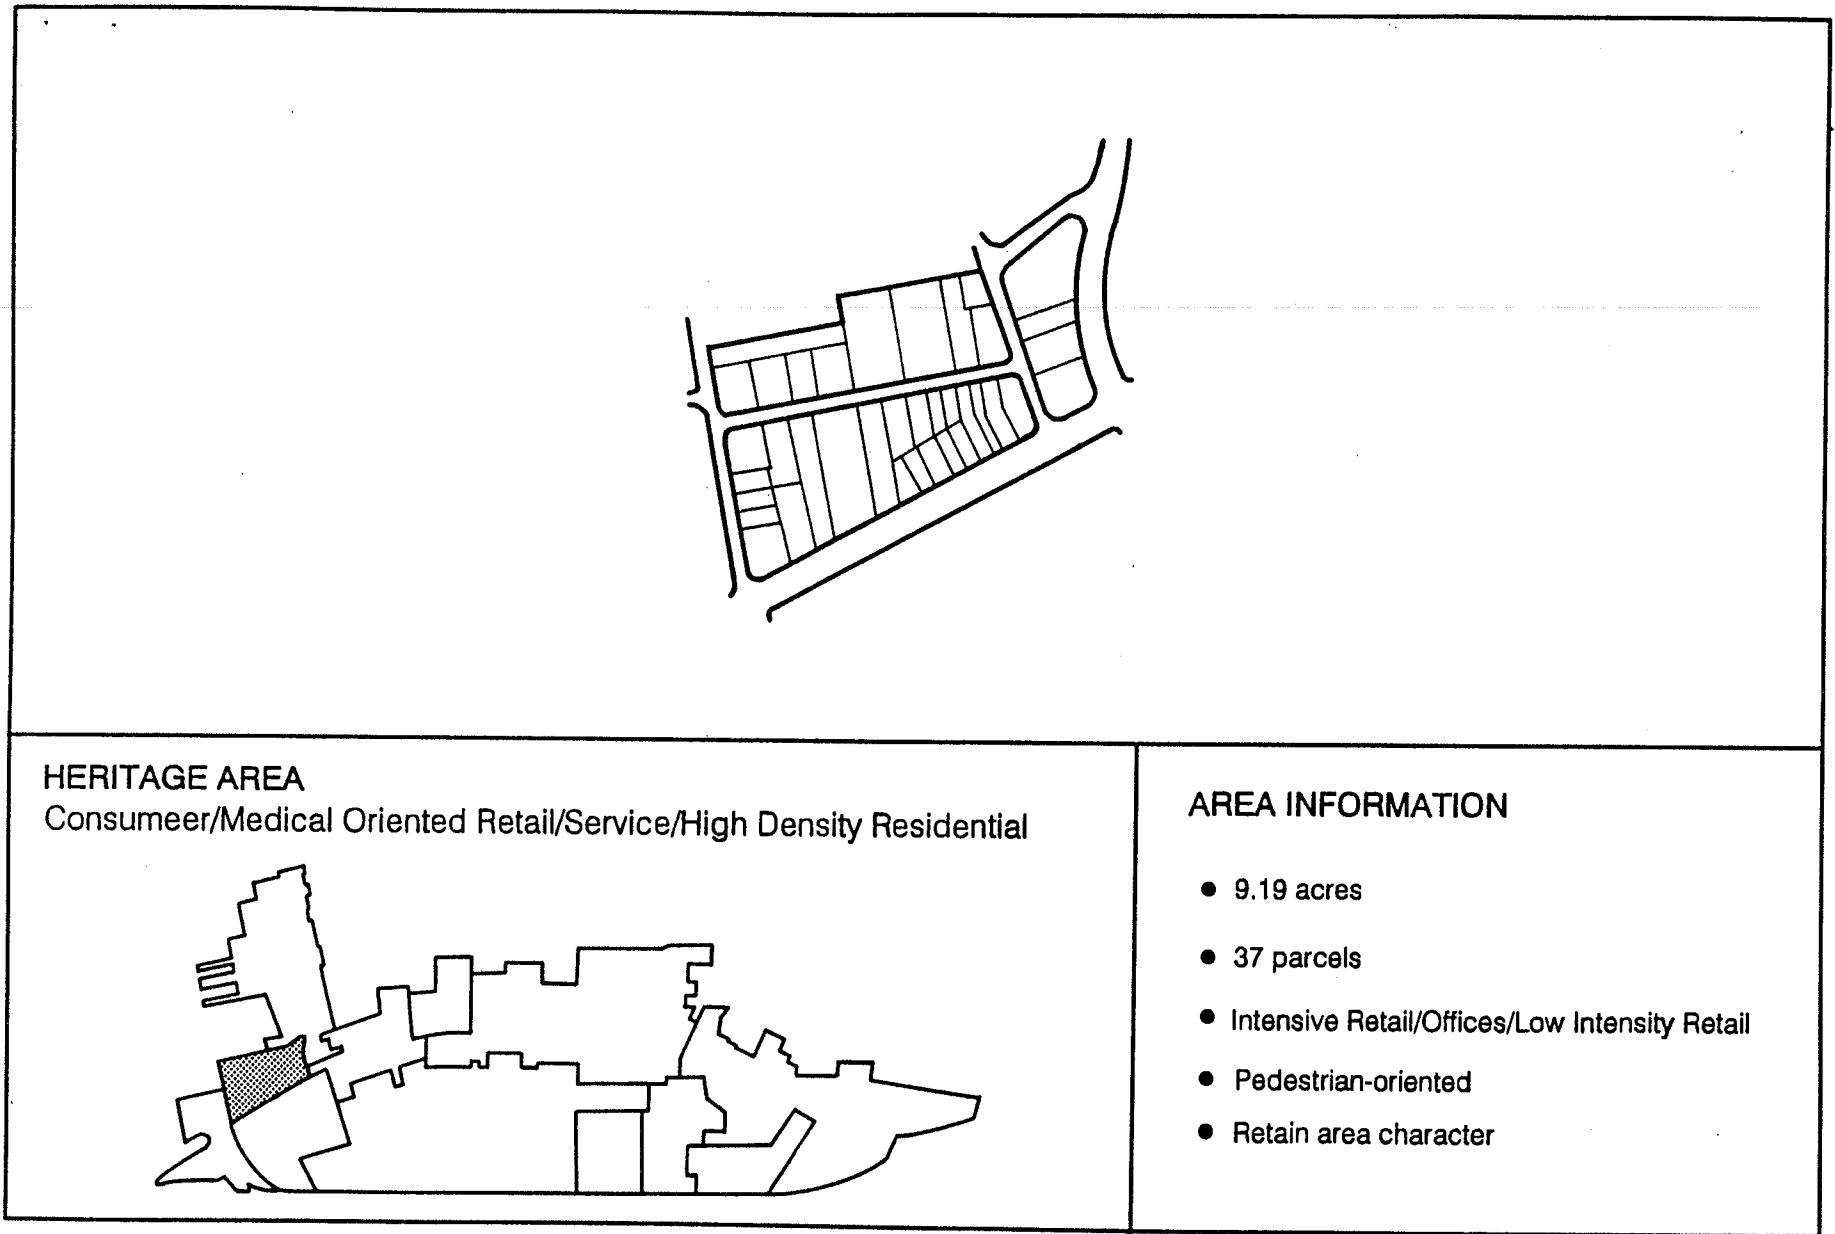 HERITAGE AREA
Consumeer/Medical Oriented Retail/Service/High Density Residential
AREA INFORMATION
● 9.19 acres
● 37 parcels
● Intensive Retail/Offices/Low Intensity Retail
● Pedestrian-oriented
● Retain area character